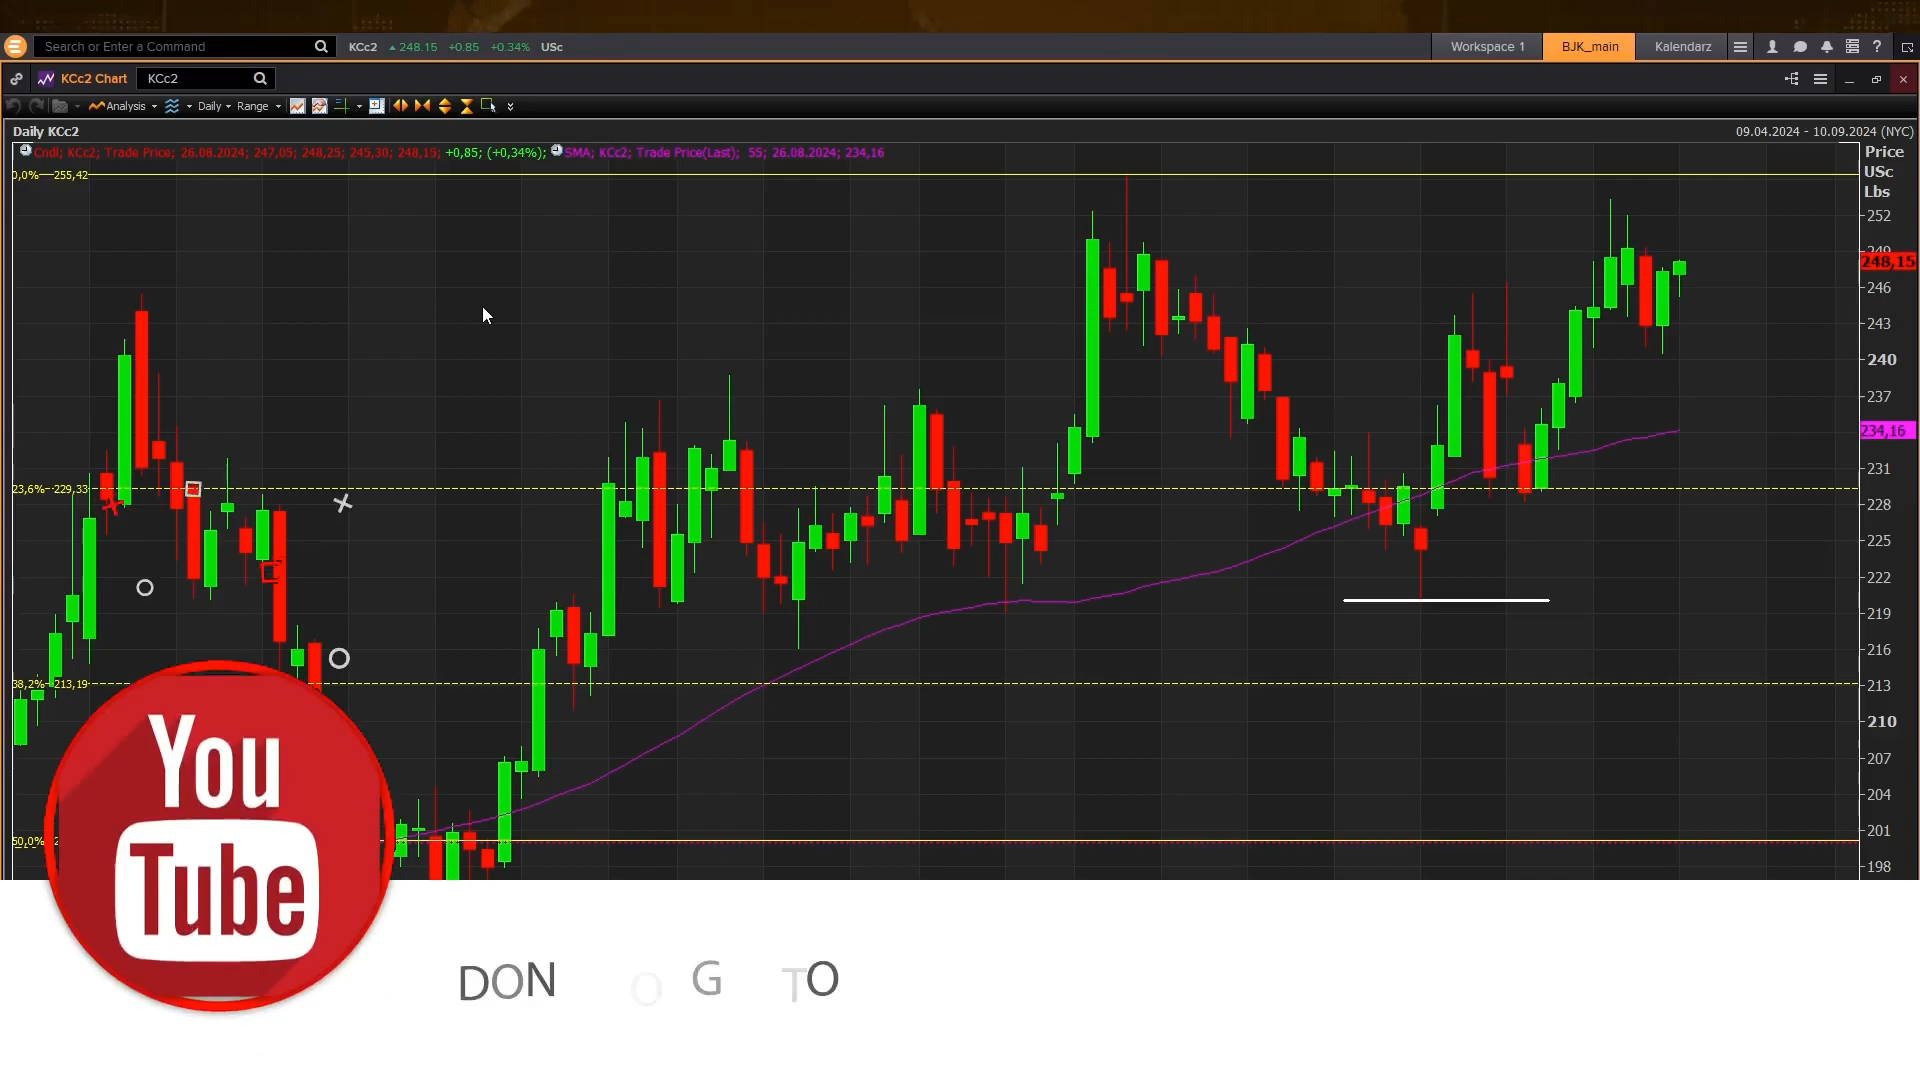 Search or Enter a Command
KCc2 248.15 +0.85 +0.34% USc
Workspace 1
BJK_main
Kalendarz
?
KCc2 Chart
KCc2
Analysis
Daily
Range
Daily KCc2
09.04.2024 - 10.09.2024 (NYC)
Cndl; KCc2; Trade Price; 26.08.2024; 247,05; 248,25; 245,30; 248,15; +0,85; (+0,34%); SMA; KCc2; Trade Price(Last); 55; 26.08.2024; 234,16
Price
USc
Lbs
0,0% 255,42
252
249
248,15
246
243
240
237
234,16
231
23,6% 229,33
228
225
222
219
216
38,2% 213,19
213
210
207
204
201
50,0%
198
You
Tube
DON O G TO